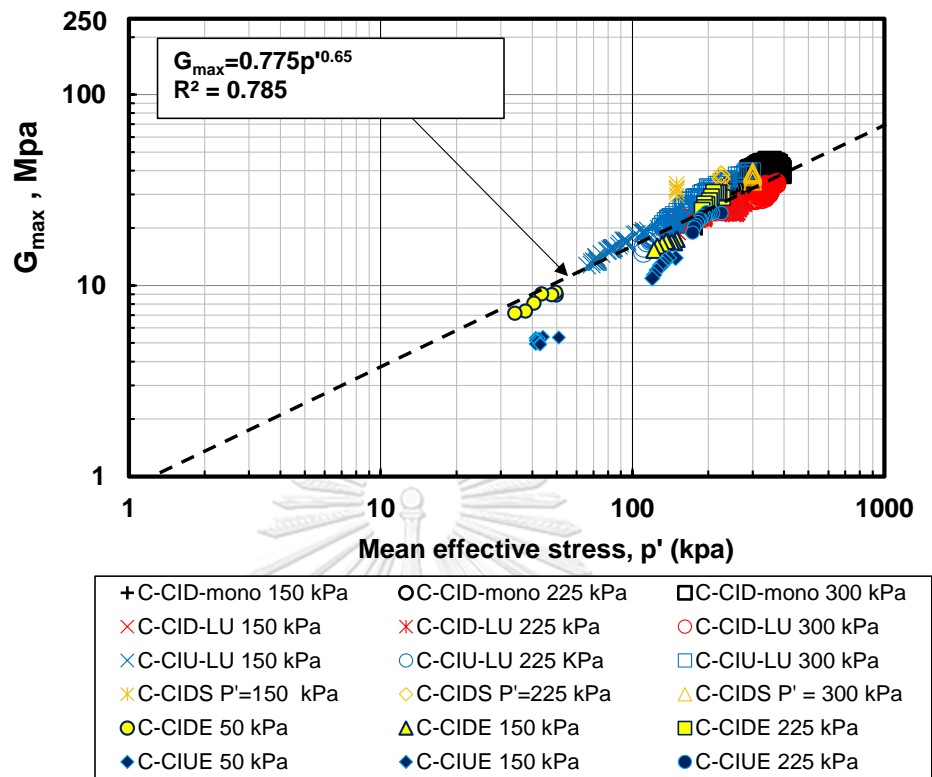 250
100
10
1
G_max , Mpa
G_max=0.775p'^0.65
R² = 0.785
1 10 100 1000
Mean effective stress, p' (kpa)
C-CID-mono 150 kPa C-CID-mono 225 kPa C-CID-mono 300 kPa
C-CID-LU 150 kPa C-CID-LU 225 kPa C-CID-LU 300 kPa
C-CIU-LU 150 kPa C-CIU-LU 225 KPa C-CIU-LU 300 kPa
C-CIDS P'=150 kPa C-CIDS P'=225 kPa C-CIDS P' = 300 kPa
C-CIDE 50 kPa C-CIDE 150 kPa C-CIDE 225 kPa
C-CIUE 50 kPa C-CIUE 150 kPa C-CIUE 225 kPa